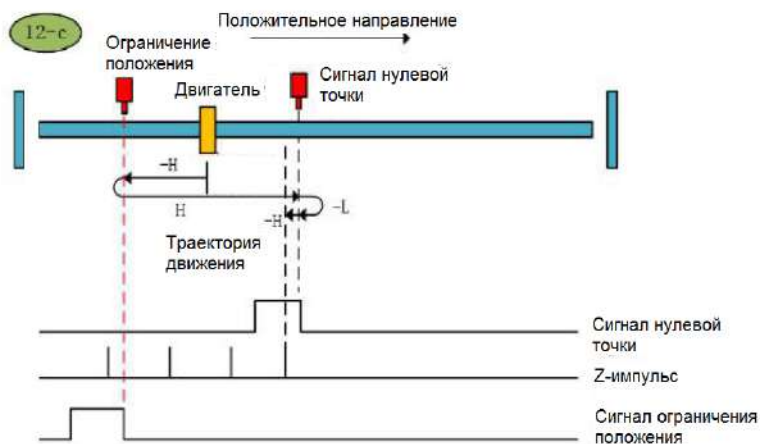 12-c
Положительное направление
Ограничение
положения
Двигатель
Сигнал нулевой
точки
-H
H
-H
-L
Траектория
движения
Сигнал нулевой
точки
Z-импульс
Сигнал ограничения
положения